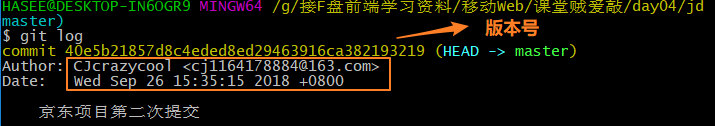 HASEE@DESKTOP-IN6OGR9 MINGW64 /g/接F盘前端学习资料/移动Web/课堂贼爱敲/day04/jd
master)
$ git log
版本号
commit 40e5b21857d8c4eded8ed29463916ca382193219 (HEAD -> master)
Author: CJcrazycool <cj1164178884@163.com>
Date:   Wed Sep 26 15:35:15 2018 +0800
京东项目第二次提交